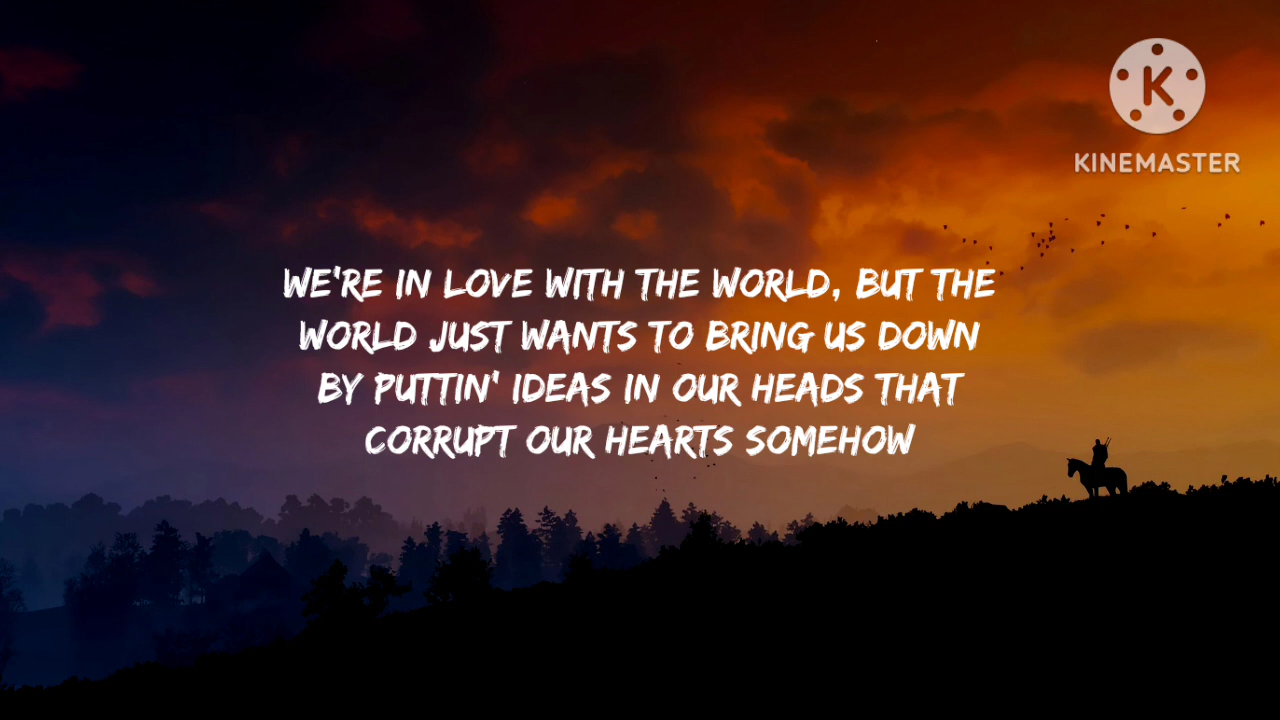 K
KINEMASTER
WE'RE IN LOVE WITH THE WORLD, BUT THE
WORLD JUST WANTS TO BRING US DOWN
BY PUTTIN' IDEAS IN OUR HEADS THAT
CORRUPT OUR HEARTS SOMEHOW